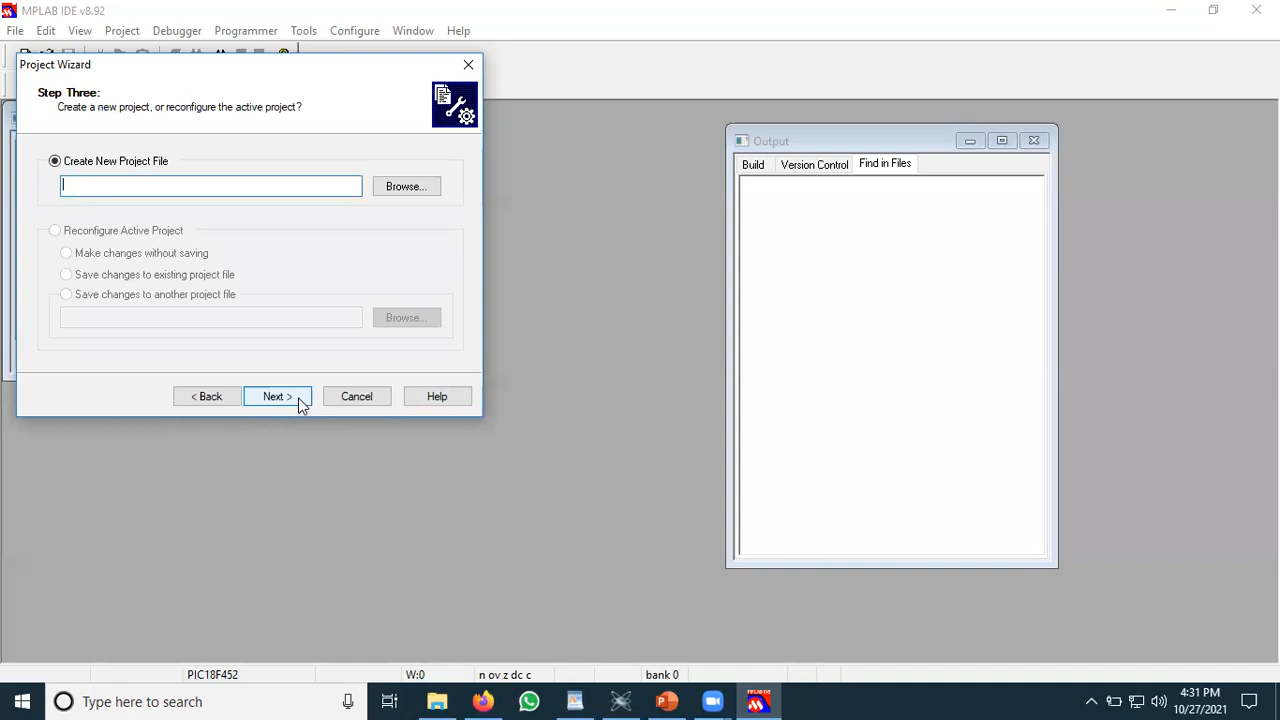 MPLAB IDE v8.92
File Edit View Project Debugger Programmer Tools Configure Window Help
Project Wizard
Step Three:
Create a new project, or reconfigure the active project?
Create New Project File
Browse...
Reconfigure Active Project
Make changes without saving
Save changes to existing project file
Save changes to another project file
Browse...
< Back Next > Cancel Help
Output
Build Version Control Find in Files
PIC18F452 W:0 n ov z dc c bank 0
Type here to search
4:31 PM
10/27/2021